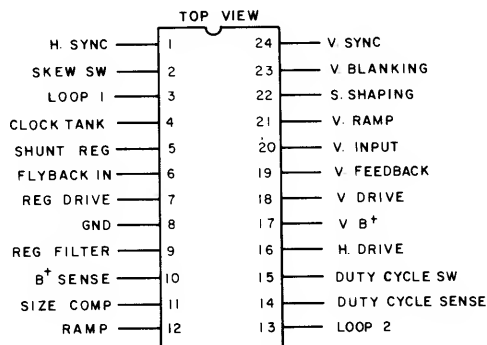 TOP VIEW
H. SYNC 1 24 V. SYNC
SKEW SW 2 23 V. BLANKING
LOOP 1 3 22 S. SHAPING
CLOCK TANK 4 21 V. RAMP
SHUNT REG 5 20 V. INPUT
FLYBACK IN 6 19 V. FEEDBACK
REG DRIVE 7 18 V DRIVE
GND 8 17 V B+
REG FILTER 9 16 H. DRIVE
B+ SENSE 10 15 DUTY CYCLE SW
SIZE COMP 11 14 DUTY CYCLE SENSE
RAMP 12 13 LOOP 2